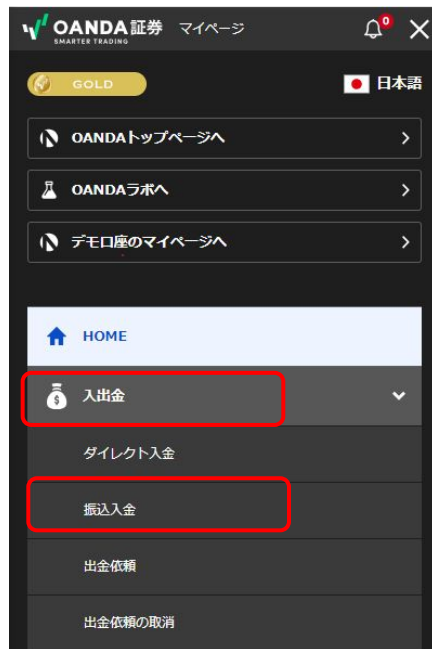 OANDA証券 マイページ 0
SMARTER TRADING
GOLD 日本語
OANDAトップページへ
OANDAラボへ
デモ口座のマイページへ
HOME
$ 入出金
ダイレクト入金
振込入金
出金依頼
出金依頼の取消